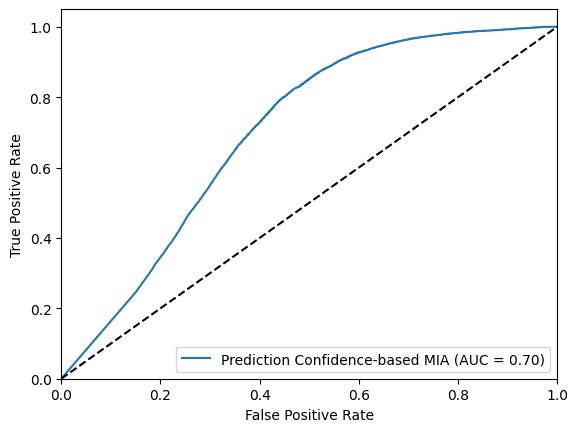 1.0
0.8
0.6
0.4
0.2
0.0
True Positive Rate
Prediction Confidence-based MIA (AUC = 0.70)
0.0 0.2 0.4 0.6 0.8 1.0
False Positive Rate